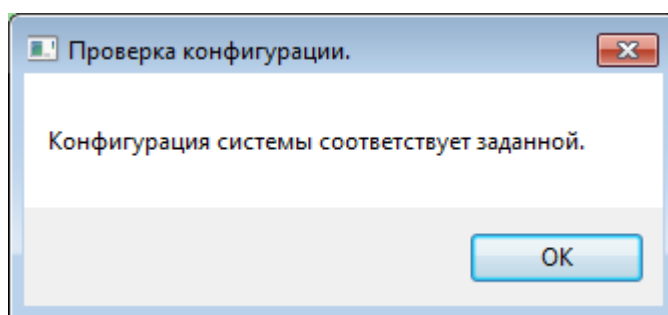 Проверка конфигурации.
Конфигурация системы соответствует заданной.
OK